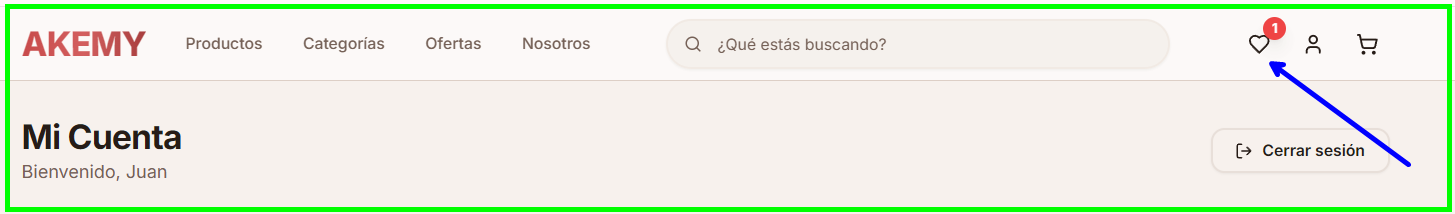 AKEMY Productos Categorías Ofertas Nosotros ¿Qué estás buscando? 1
Mi Cuenta
Bienvenido, Juan
Cerrar sesión